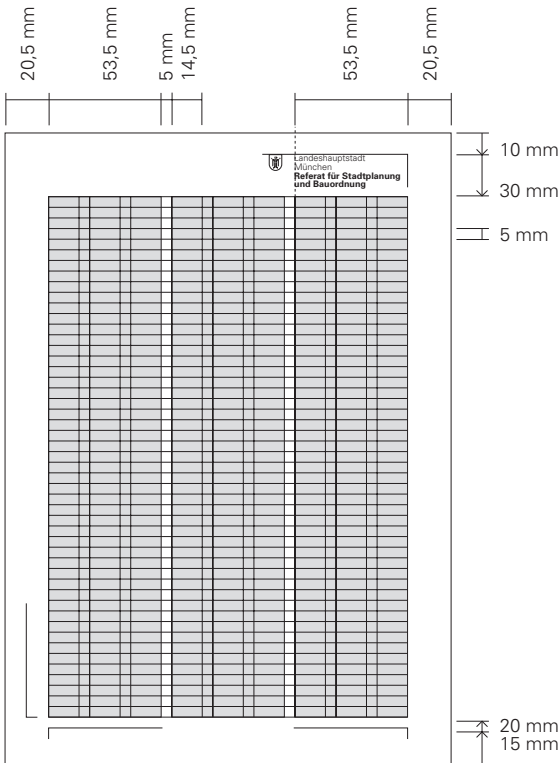 20,5 mm
53,5 mm
5 mm
14,5 mm
53,5 mm
20,5 mm
10 mm
Landeshauptstadt
München
Referat für Stadtplanung
und Bauordnung
30 mm
5 mm
20 mm
15 mm